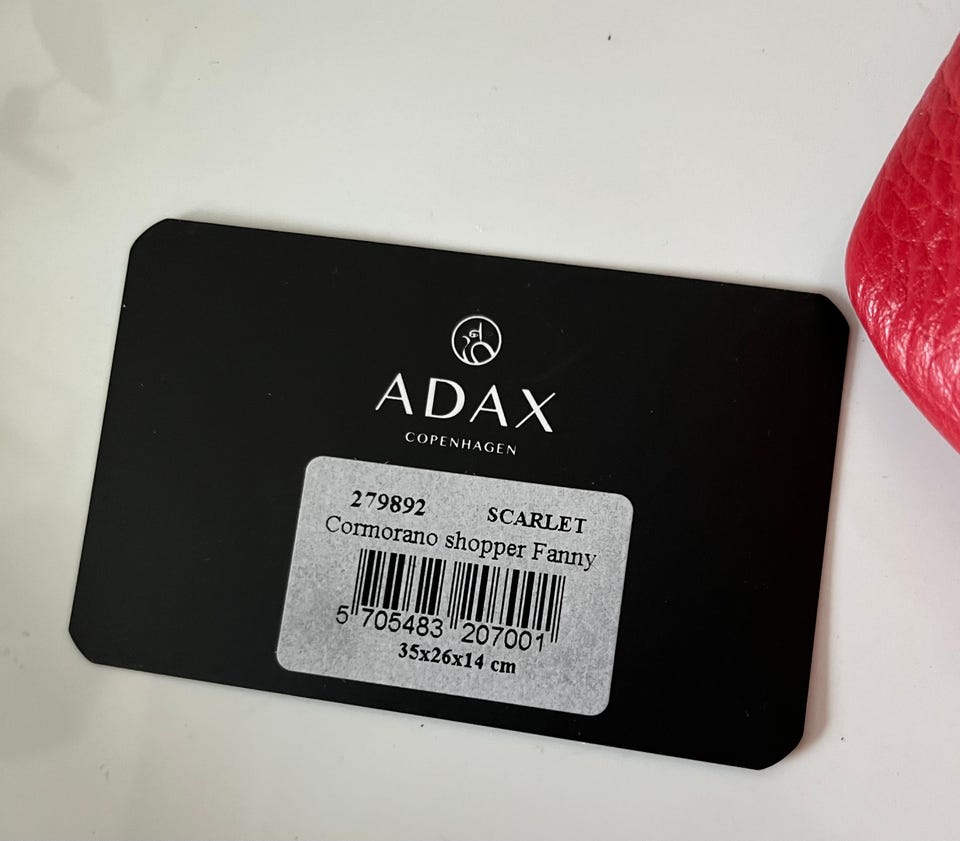 ADAX
COPENHAGEN
279892 SCARLET
Cormorano shopper Fanny
5 705483 207001
35x26x14 cm